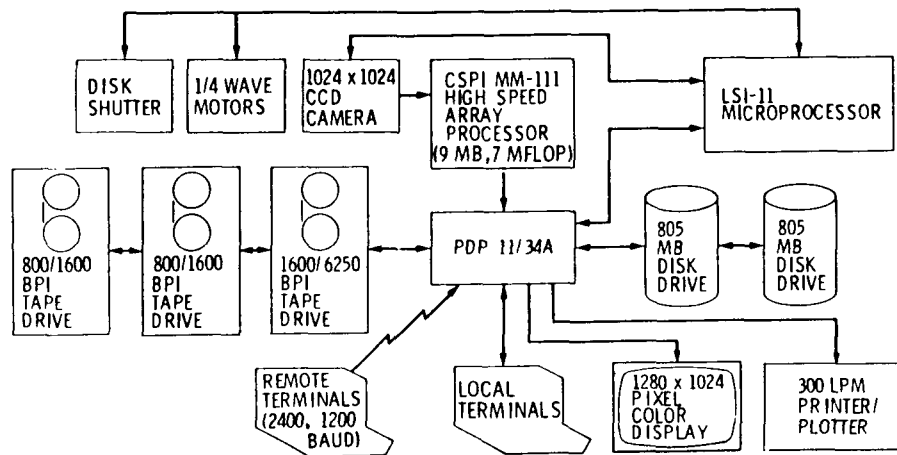 DISK
SHUTTER
1/4 WAVE
MOTORS
1024 x 1024
CCD
CAMERA
CSPI MM-111
HIGH SPEED
ARRAY
PROCESSOR
(9 MB, 7 MFLOP)
LSI-11
MICROPROCESSOR
800/1600
BPI
TAPE
DRIVE
800/1600
BPI
TAPE
DRIVE
1600/6250
BPI
TAPE
DRIVE
PDP 11/34A
805
MB
DISK
DRIVE
805
MB
DISK
DRIVE
REMOTE
TERMINALS
(2400, 1200
BAUD)
LOCAL
TERMINALS
1280 x 1024
PIXEL
COLOR
DISPLAY
300 LPM
PRINTER/
PLOTTER